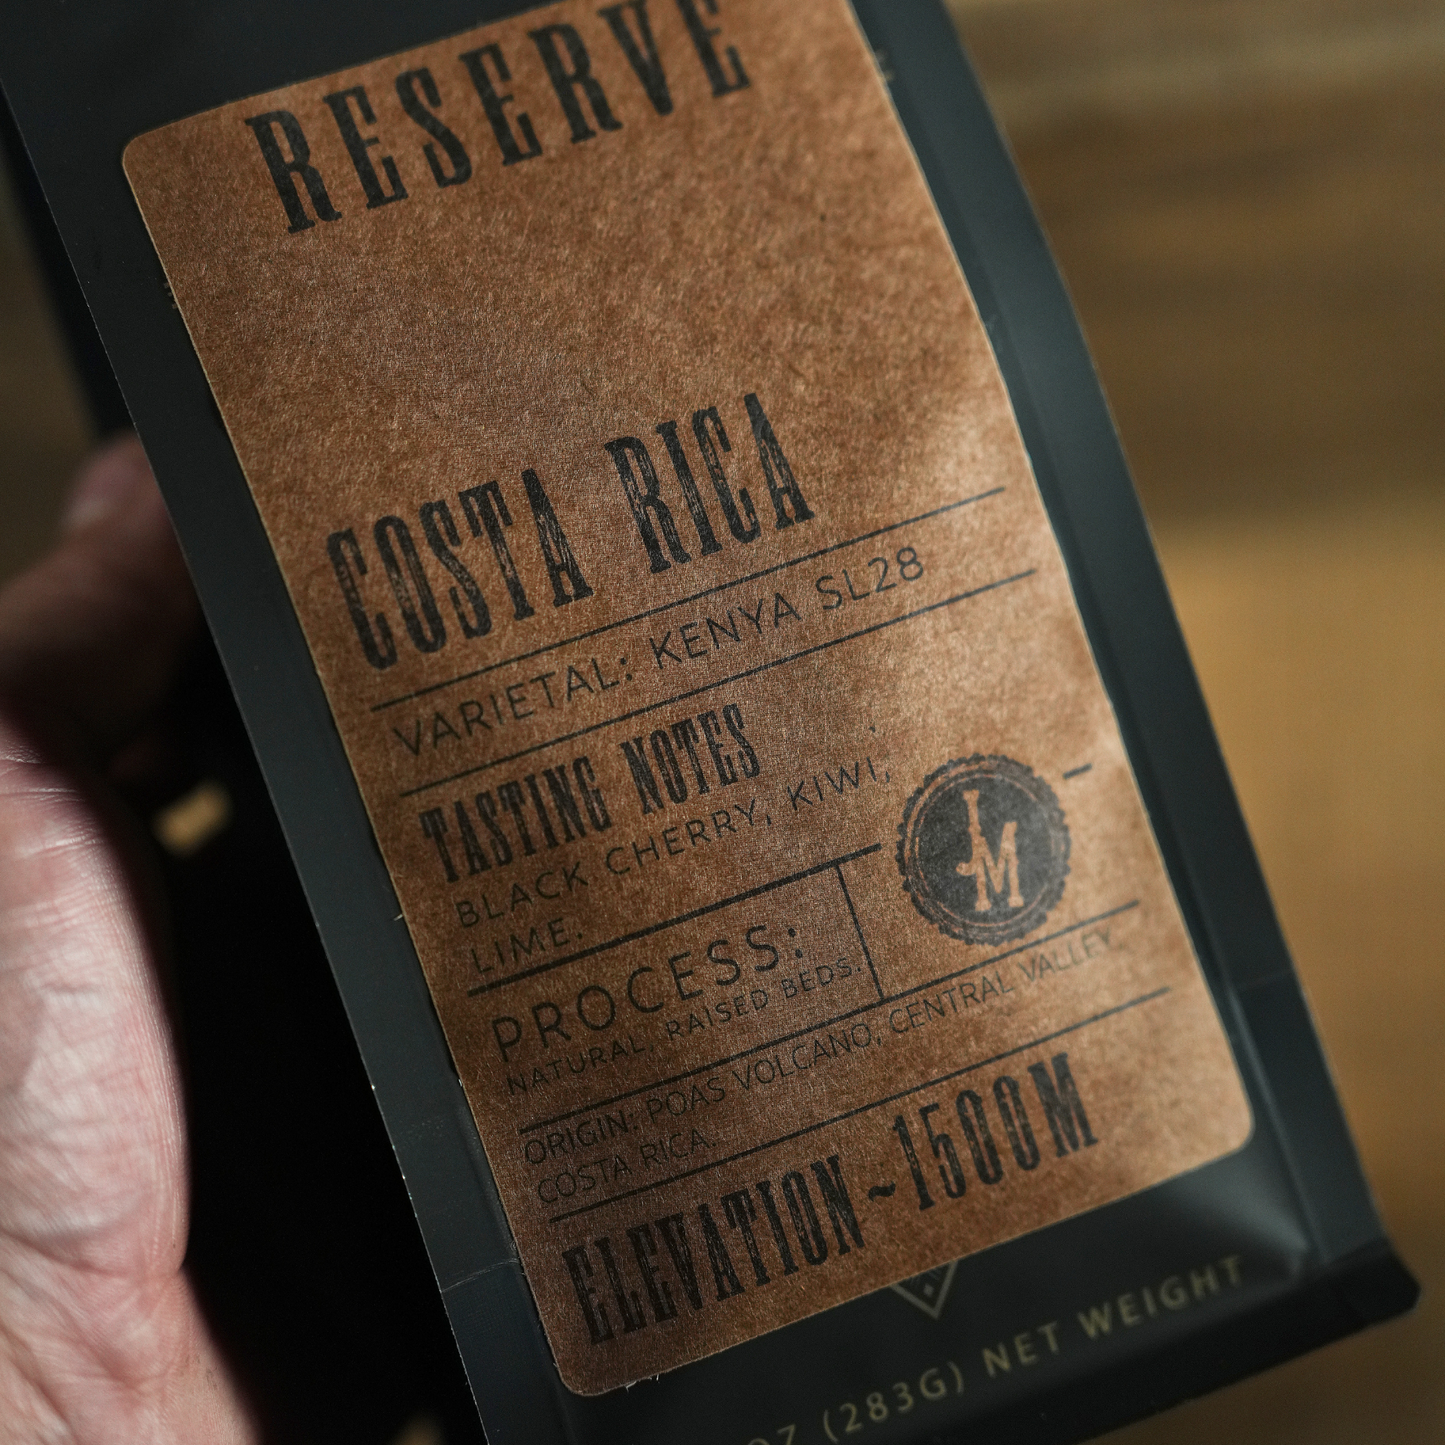 RESERVE
COSTA RICA
VARIETAL: KENYA SL28
TASTING NOTES
BLACK CHERRY, KIWI,
LIME.
PROCESS:
NATURAL, RAISED BEDS.
JM
ORIGIN: POAS VOLCANO, CENTRAL VALLEY,
COSTA RICA.
ELEVATION ~1500M
OZ (283G) NET WEIGHT